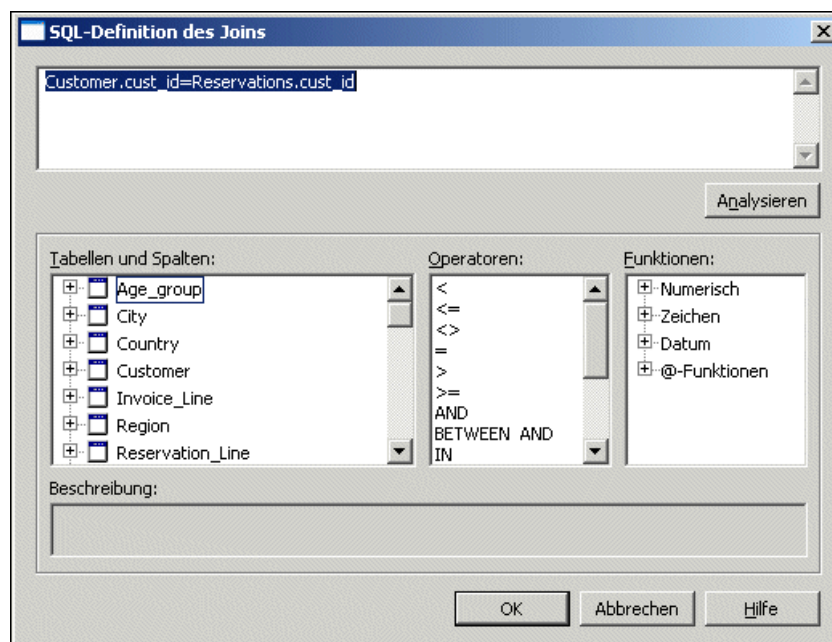 SQL-Definition des Joins
Customer.cust_id=Reservations.cust_id
Analysieren
Tabellen und Spalten:
Age_group
City
Country
Customer
Invoice_Line
Region
Reservation_Line
Operatoren:
<
<=
<>
=
>
>=
AND
BETWEEN AND
IN
Funktionen:
Numerisch
Zeichen
Datum
@-Funktionen
Beschreibung:
OK
Abbrechen
Hilfe